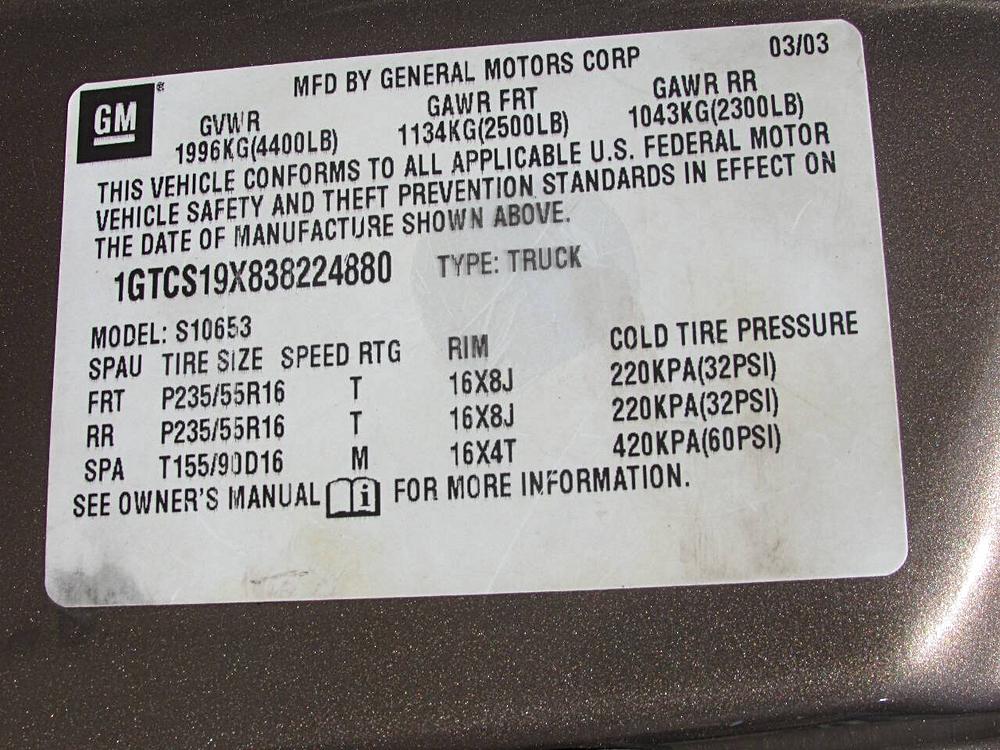 03/03
MFD BY GENERAL MOTORS CORP
GM ®
GVWR GAWR FRT GAWR RR
1996KG(4400LB) 1134KG(2500LB) 1043KG(2300LB)
THIS VEHICLE CONFORMS TO ALL APPLICABLE U.S. FEDERAL MOTOR
VEHICLE SAFETY AND THEFT PREVENTION STANDARDS IN EFFECT ON
THE DATE OF MANUFACTURE SHOWN ABOVE.
1GTCS19X838224880 TYPE: TRUCK
MODEL: S10653
SPAU TIRE SIZE SPEED RTG RIM COLD TIRE PRESSURE
FRT P235/55R16 T 16X8J 220KPA(32PSI)
RR P235/55R16 T 16X8J 220KPA(32PSI)
SPA T155/90D16 M 16X4T 420KPA(60PSI)
SEE OWNER'S MANUAL i FOR MORE INFORMATION.